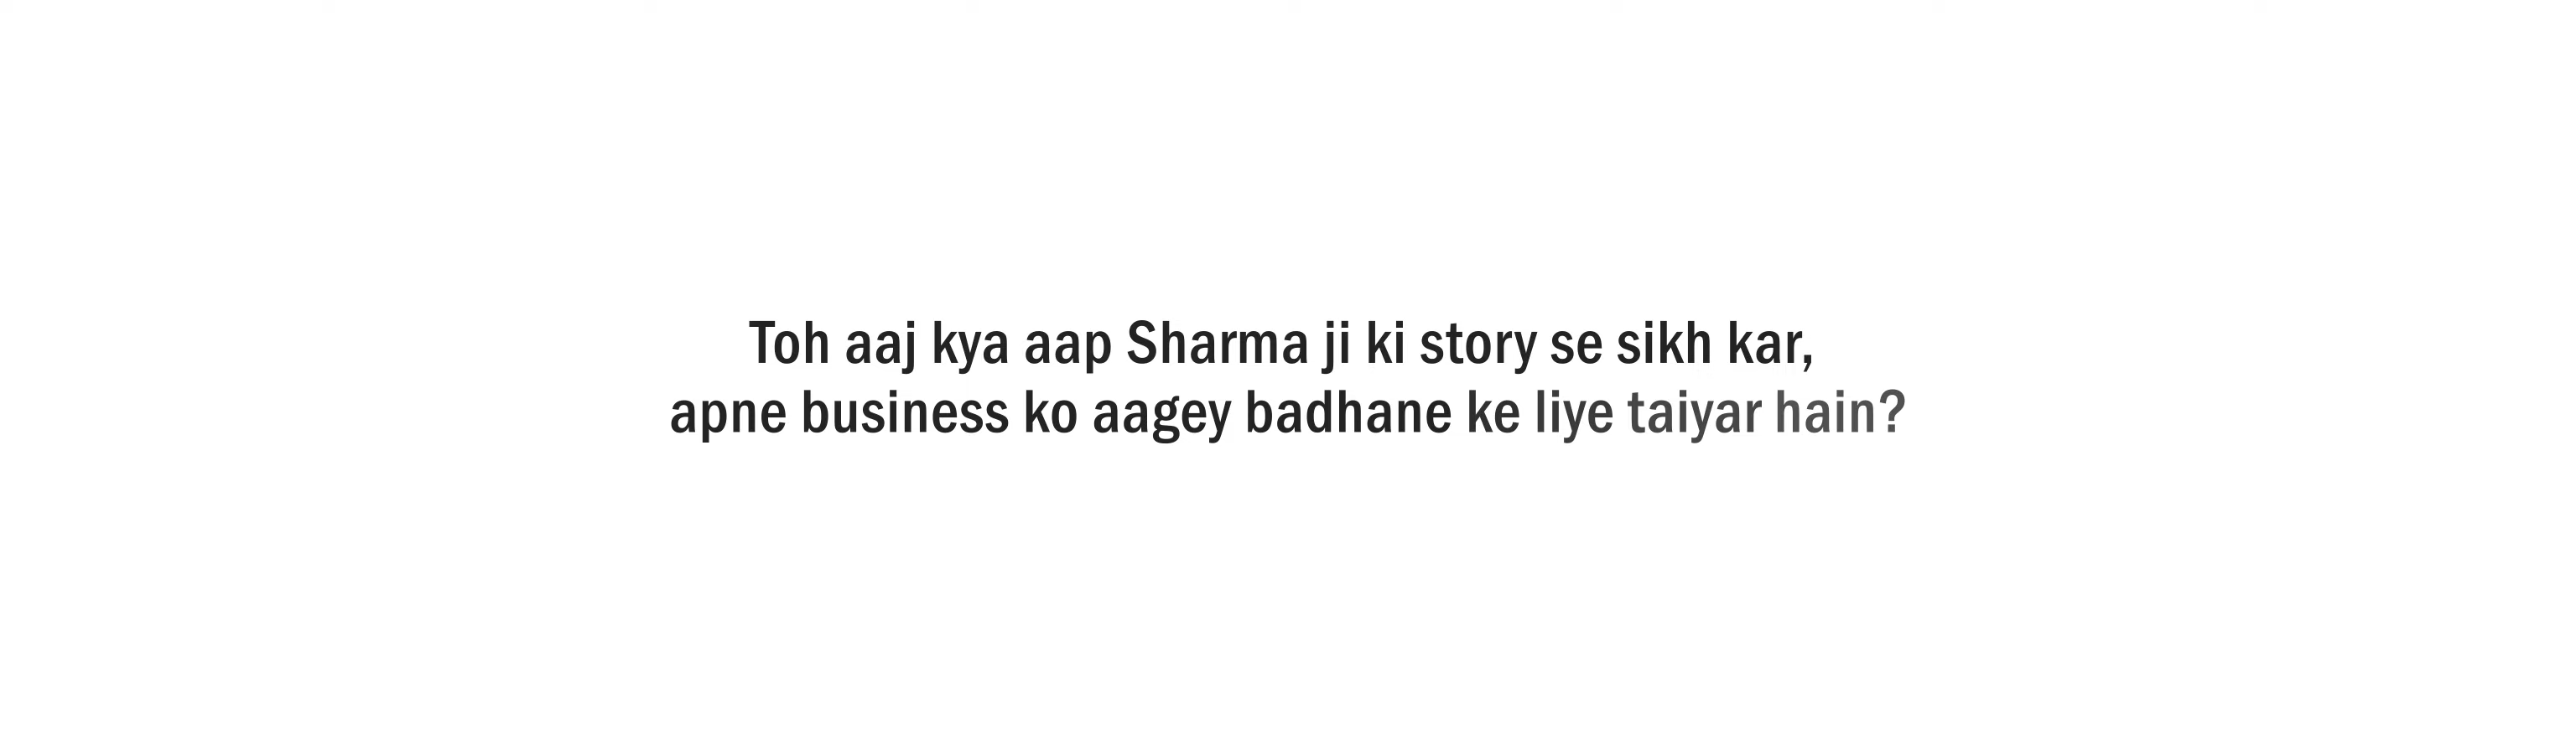 Toh aaj kya aap Sharma ji ki story se sikh kar,
apne business ko aagey badhane ke liye taiyar hain?